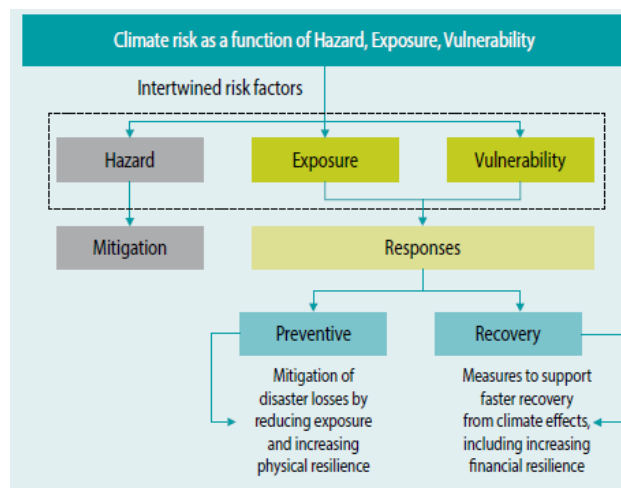 Climate risk as a function of Hazard, Exposure, Vulnerability
Intertwined risk factors
Hazard
Exposure
Vulnerability
Mitigation
Responses
Preventive
Recovery
Mitigation of
disaster losses by
reducing exposure
and increasing
physical resilience
Measures to support
faster recovery
from climate effects,
including increasing
financial resilience